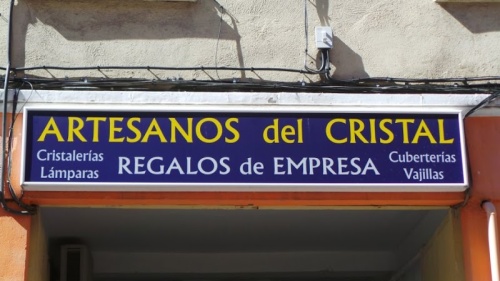 ARTESANOS del CRISTAL
Cristalerías
Lámparas
REGALOS de EMPRESA
Cuberterías
Vajillas